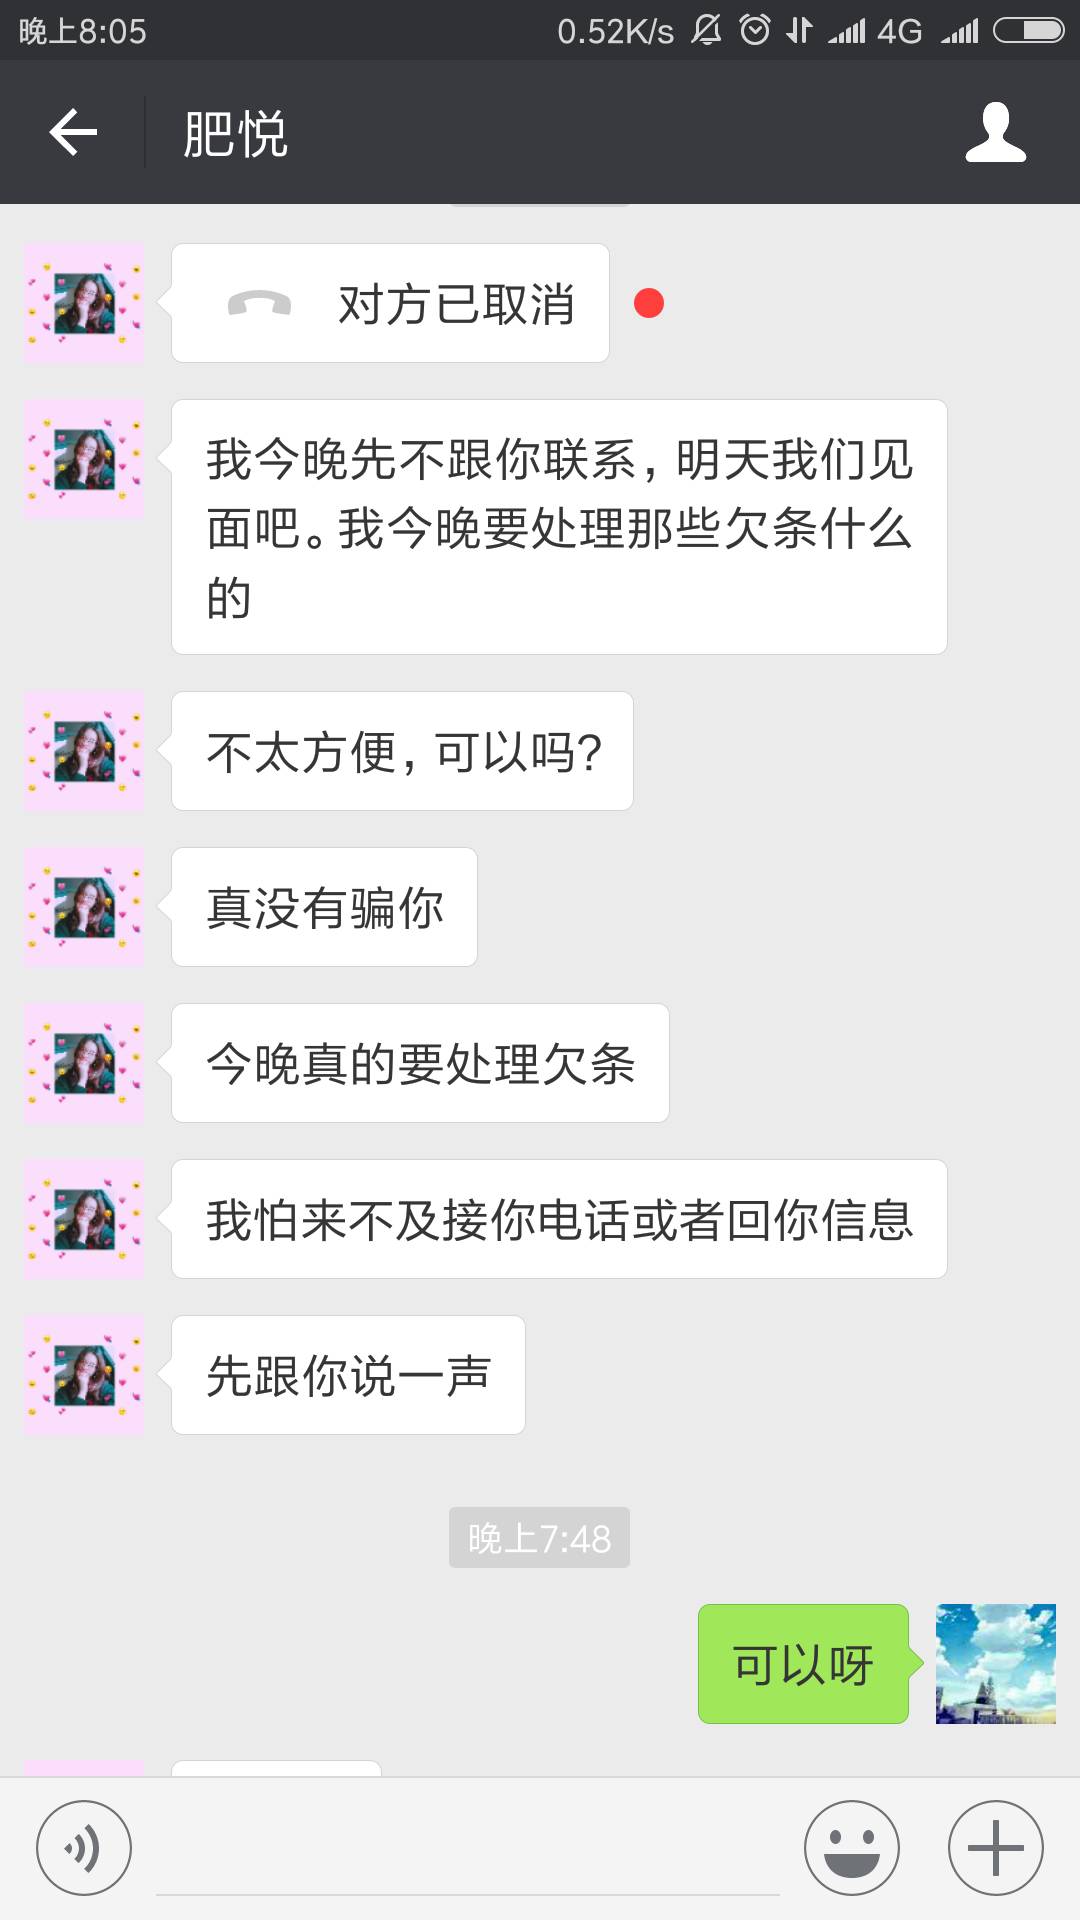 晚上8:05
0.52K/s 4G
肥悦
对方已取消
我今晚先不跟你联系，明天我们见
面吧。我今晚要处理那些欠条什么
的
不太方便，可以吗?
真没有骗你
今晚真的要处理欠条
我怕来不及接你电话或者回你信息
先跟你说一声
晚上7:48
可以呀